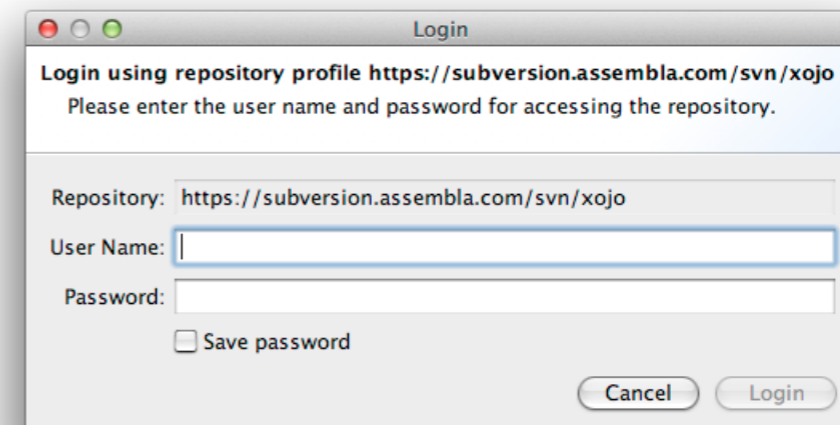 Login
Login using repository profile https://subversion.assembla.com/svn/xojo
Please enter the user name and password for accessing the repository.
Repository: https://subversion.assembla.com/svn/xojo
User Name:
Password:
Save password
Cancel Login